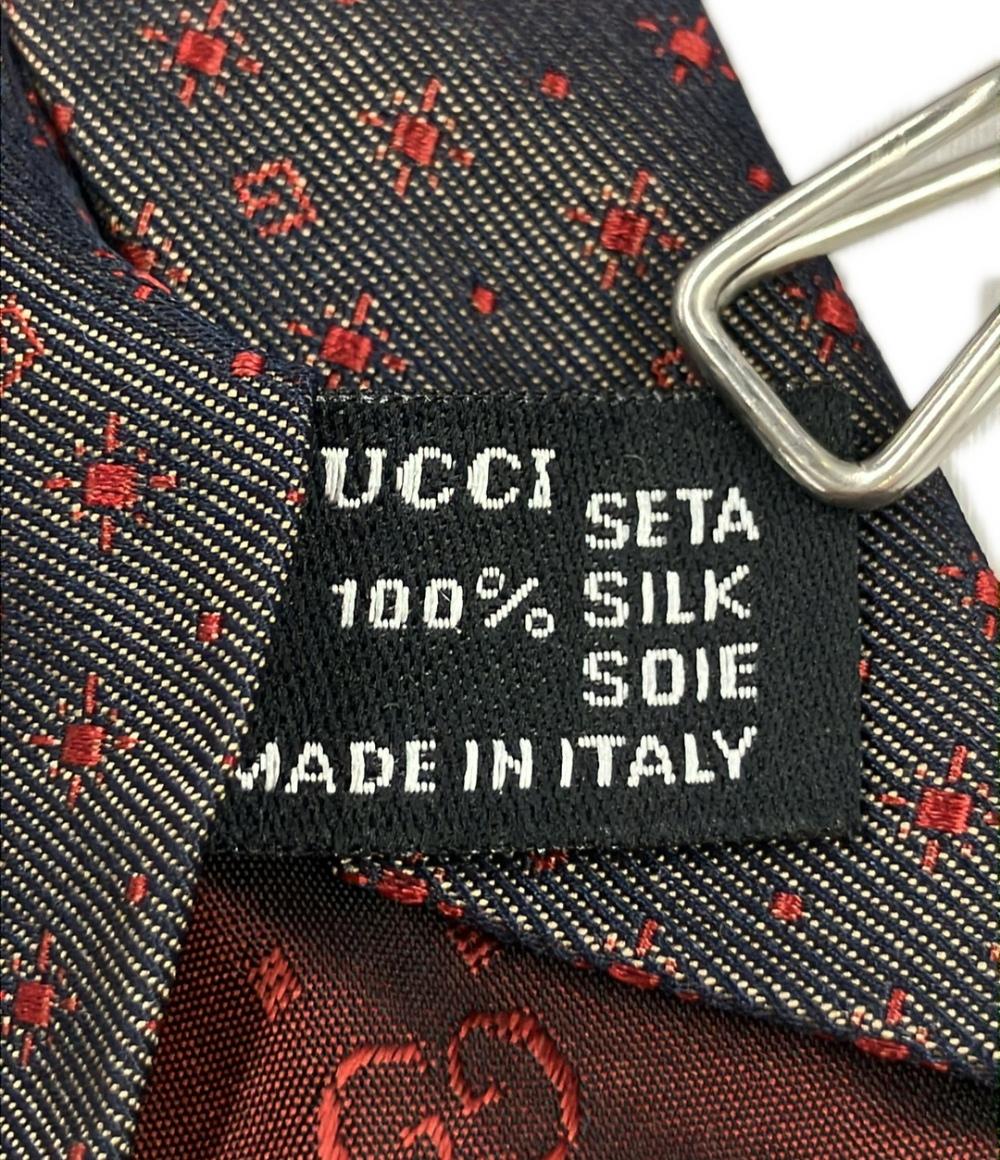 UCCI
SETA
100% SILK
SOIE
MADE IN ITALY